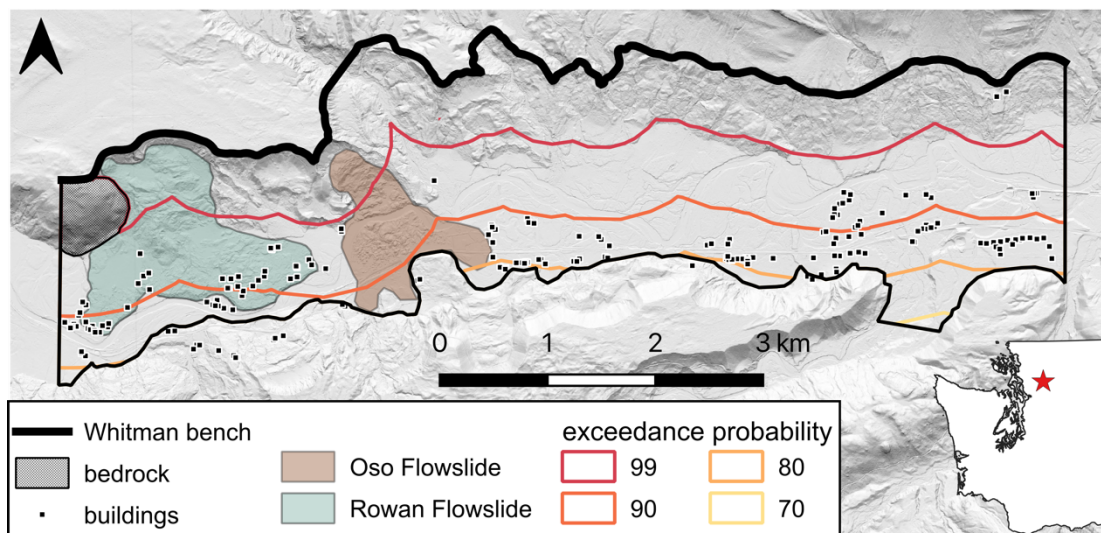 0 1 2 3 km
Whitman bench
bedrock
buildings
Oso Flowslide
Rowan Flowslide
exceedance probability
99 80
90 70